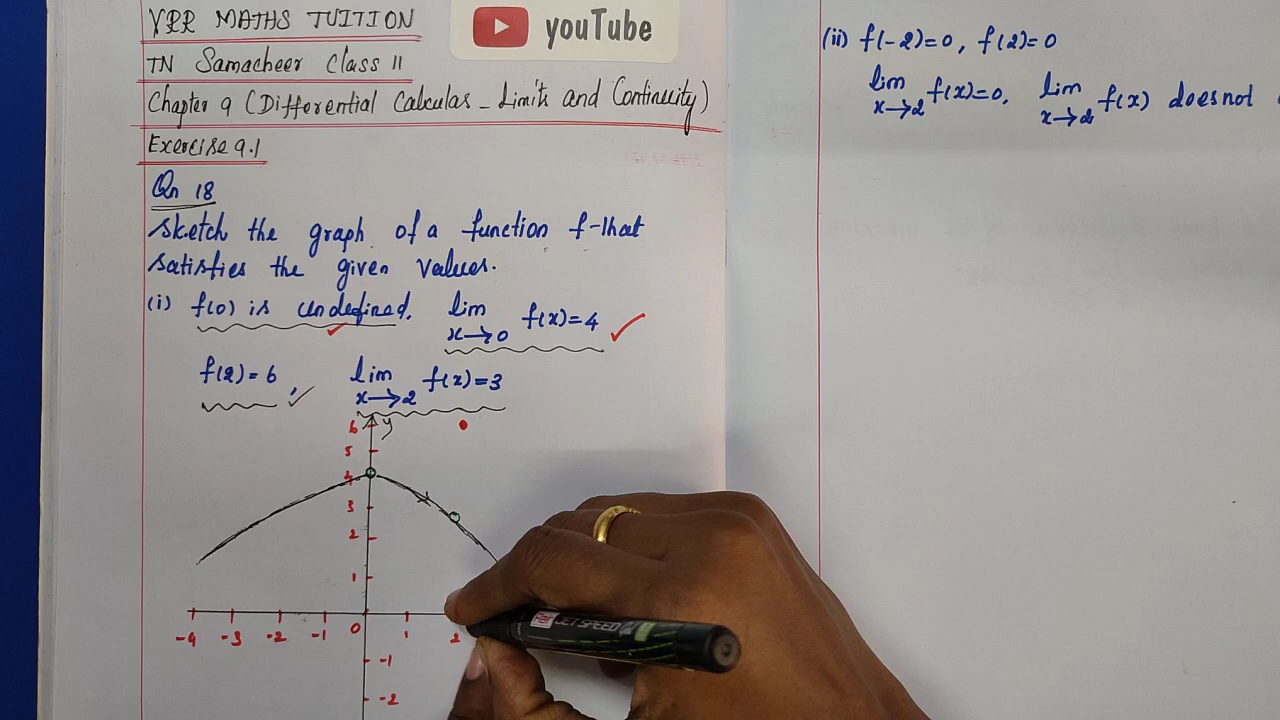 VRR MATHS TUITION
YouTube
TN Samacheer Class 11
Chapter 9 (Differential Calculas - Limits and Continuity)
Exercise 9.1
Qn 18
Sketch the graph of a function f that
satisfies the given values.
(i) f(0) is undefined, lim x→0 f(x)=4
f(2)=6, lim x→2 f(x)=3
y
6
5
4
3
2
1
-4 -3 -2 -1 0 1 2
-1
-2
JET SPEED
(ii) f(-2)=0, f(2)=0
lim x→2 f(x)=0. lim x→ f(x) does not